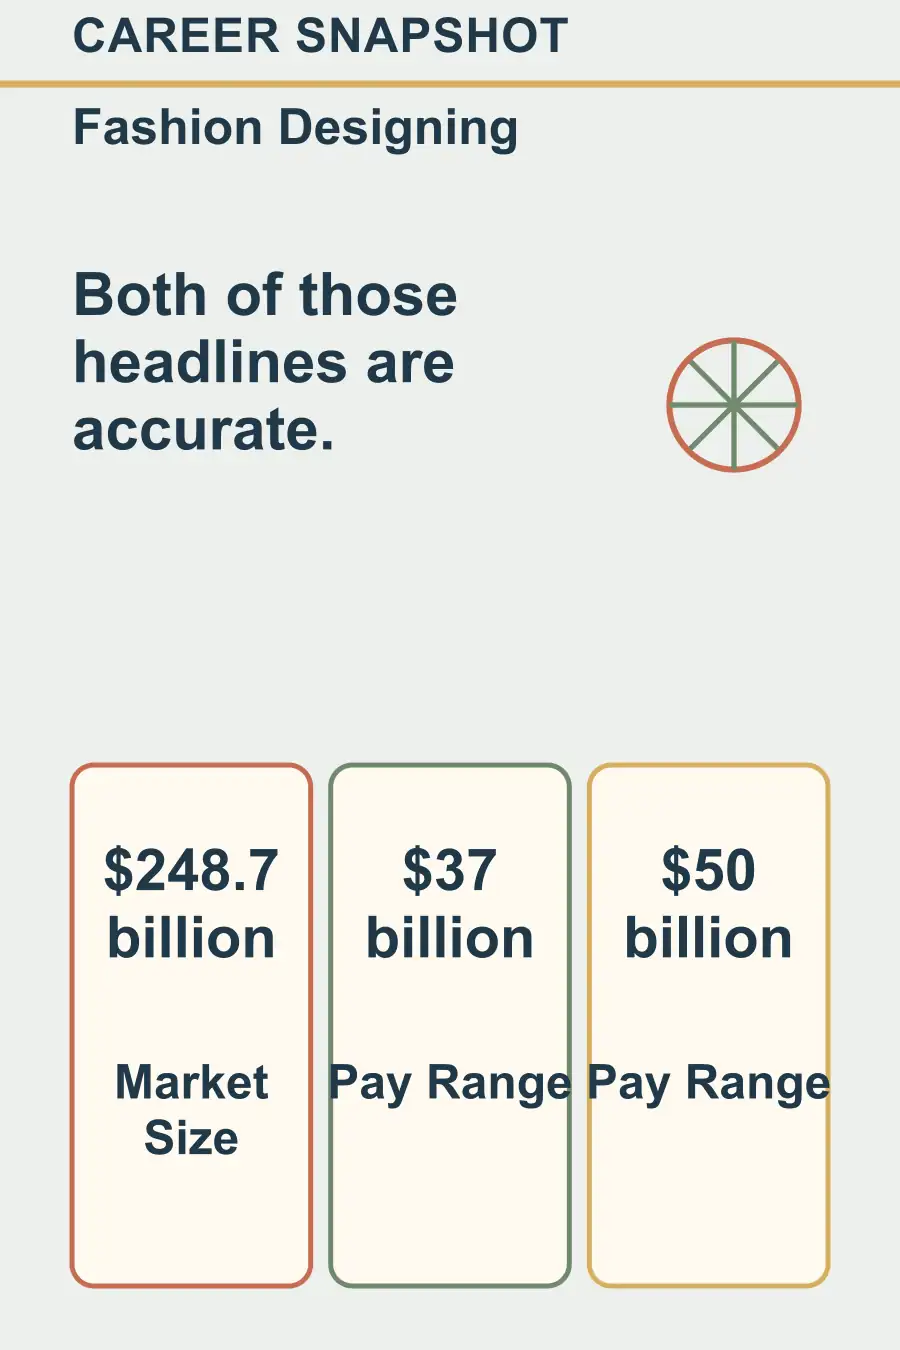 CAREER SNAPSHOT
Fashion Designing
Both of those
headlines are
accurate.
$248.7
billion
Market
Size
$37
billion
Pay Range
$50
billion
Pay Range